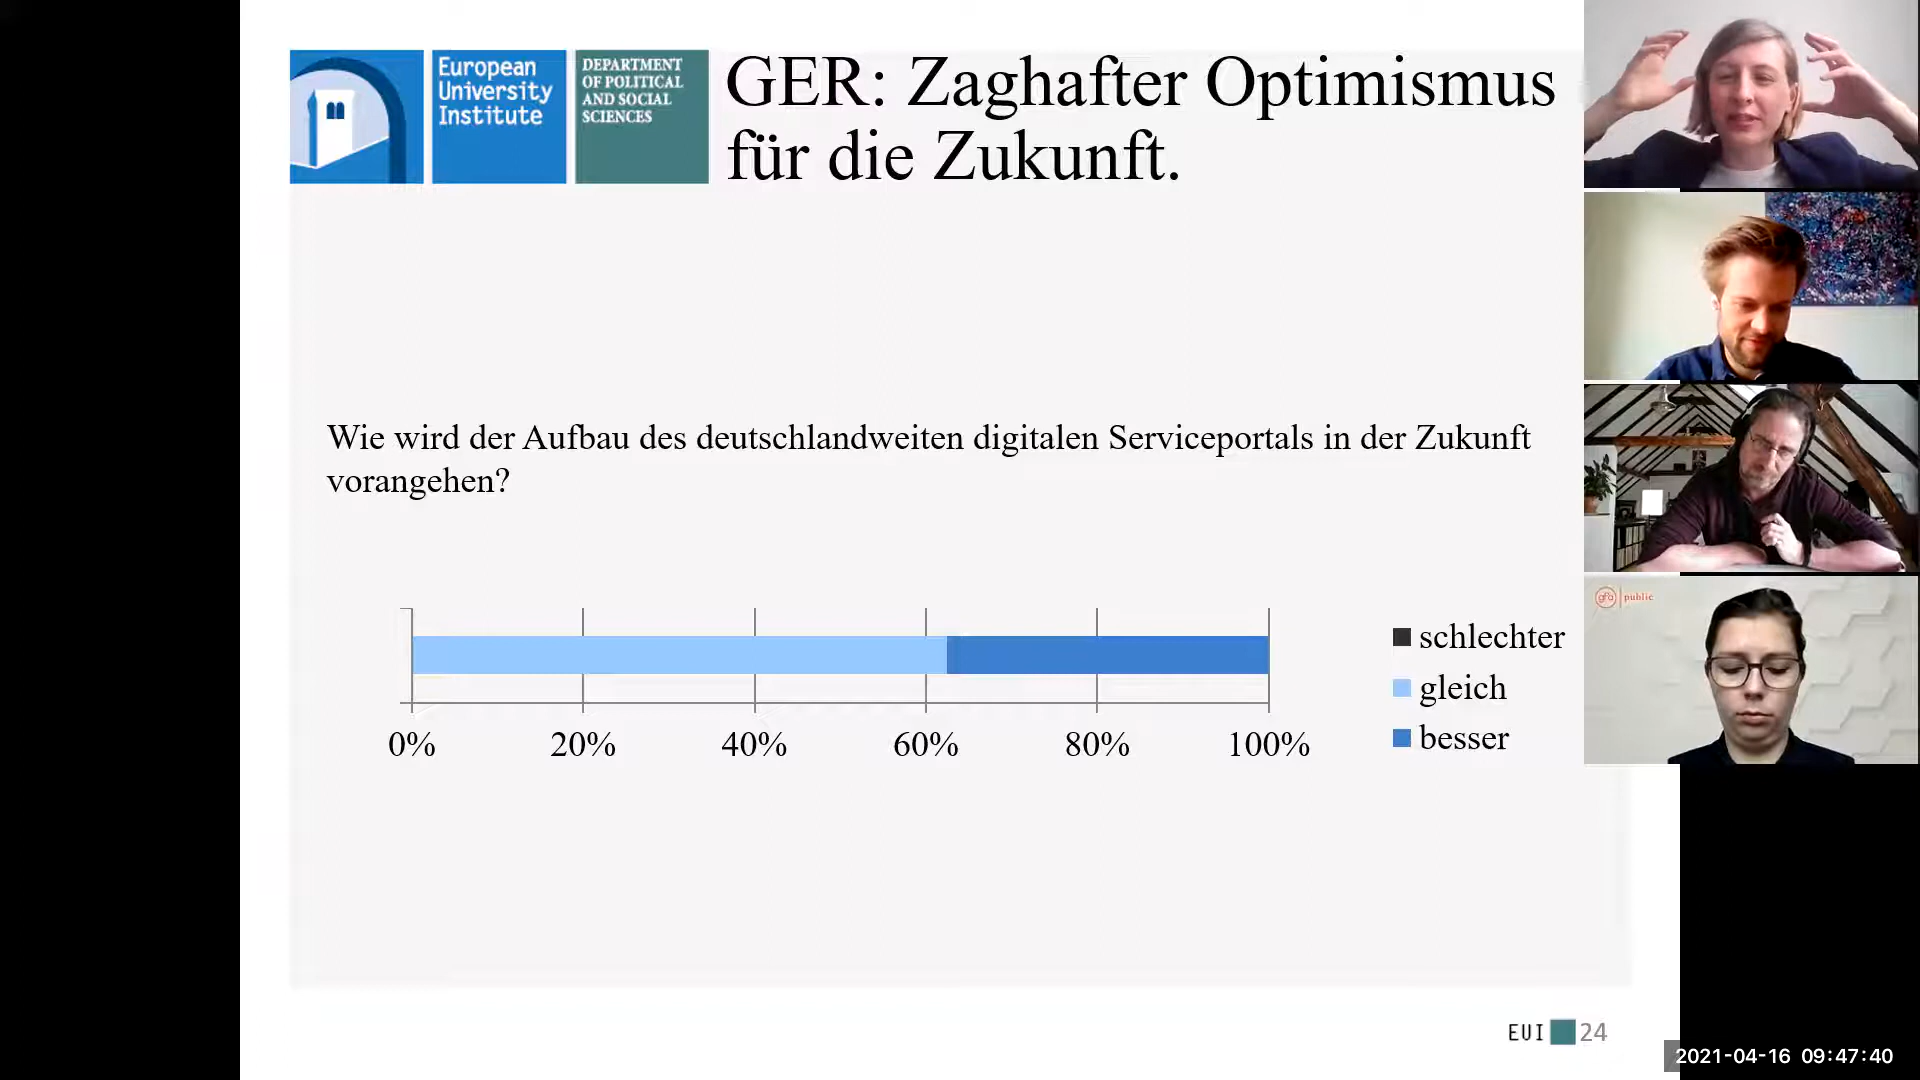 European
University
Institute
DEPARTMENT
OF POLITICAL
AND SOCIAL
SCIENCES
GER: Zaghafter Optimismus
für die Zukunft.
Wie wird der Aufbau des deutschlandweiten digitalen Serviceportals in der Zukunft
vorangehen?
0% 20% 40% 60% 80% 100%
schlechter
gleich
besser
gfa public
EUI 24
2021-04-16 09:47:40